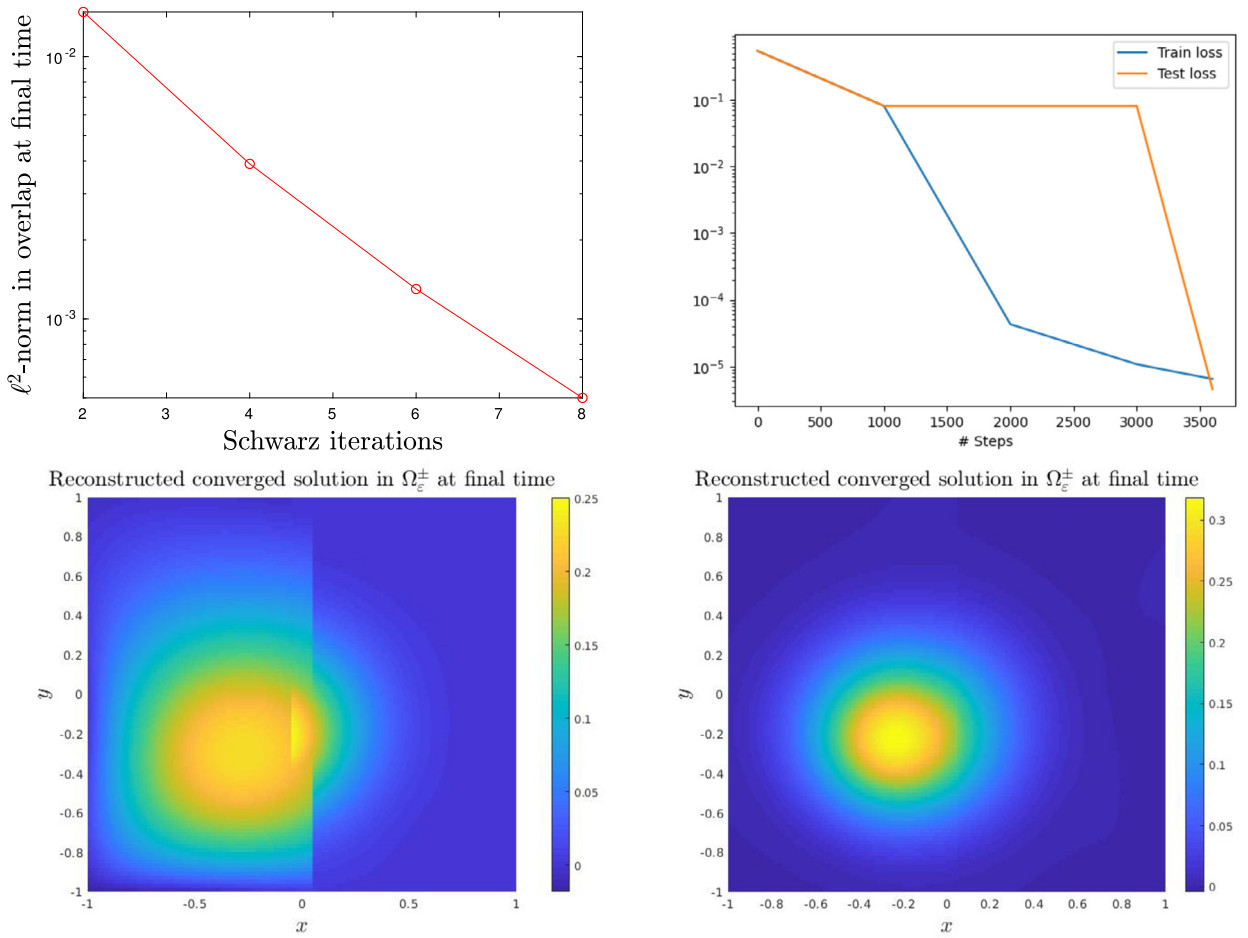 ℓ²-norm in overlap at final time
10⁻²
10⁻³
2 3 4 5 6 7 8
Schwarz iterations
Train loss
Test loss
10⁻¹
10⁻²
10⁻³
10⁻⁴
10⁻⁵
0 500 1000 1500 2000 2500 3000 3500
# Steps
Reconstructed converged solution in Ω_ε^± at final time
y
1
0.8
0.6
0.4
0.2
0
-0.2
-0.4
-0.6
-0.8
-1
-1 -0.5 0 0.5 1
x
0.25
0.2
0.15
0.1
0.05
0
Reconstructed converged solution in Ω_ε^± at final time
y
1
0.8
0.6
0.4
0.2
0
-0.2
-0.4
-0.6
-0.8
-1
-1 -0.8 -0.6 -0.4 -0.2 0 0.2 0.4 0.6 0.8 1
x
0.3
0.25
0.2
0.15
0.1
0.05
0